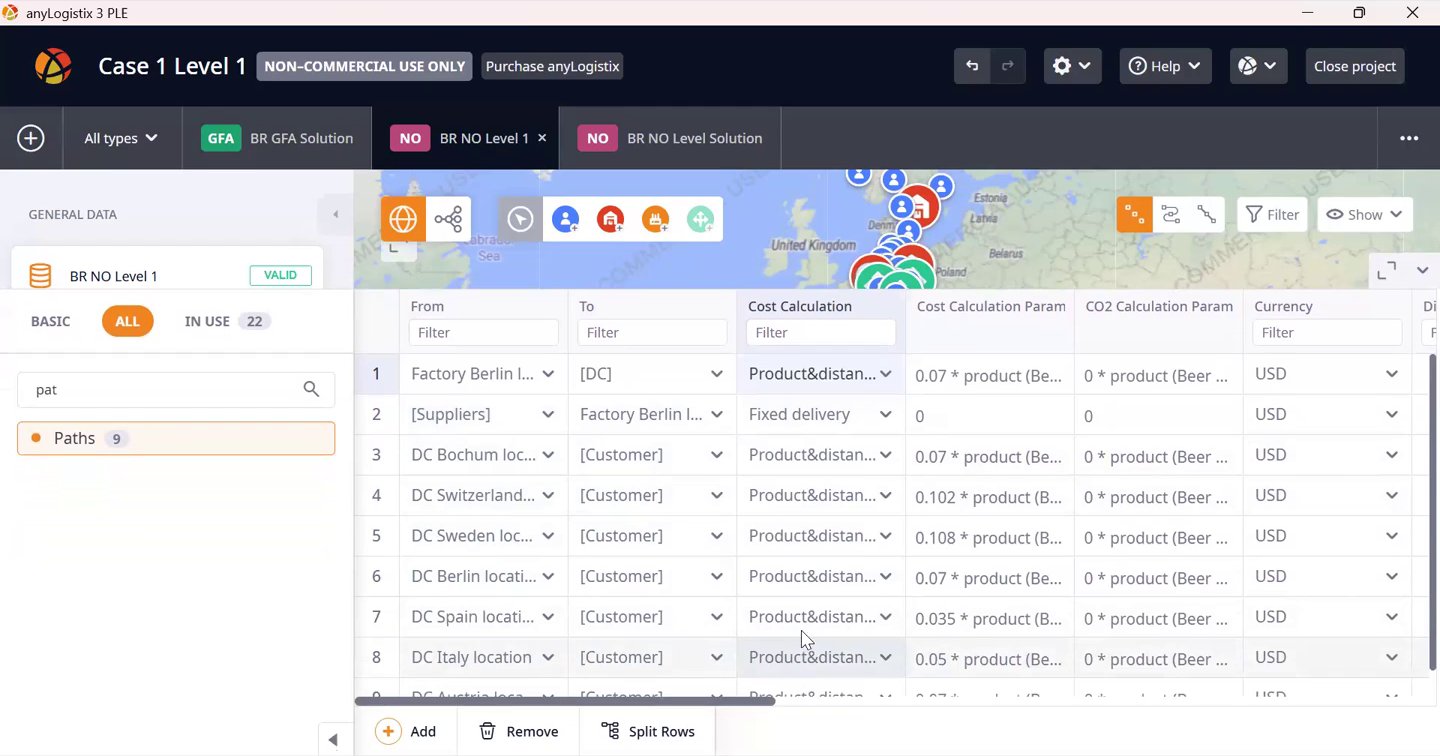 anyLogistix 3 PLE
Case 1 Level 1 NON-COMMERCIAL USE ONLY Purchase anyLogistix Help Close project
All types GFA BR GFA Solution NO BR NO Level 1 NO BR NO Level Solution
GENERAL DATA
BR NO Level 1 VALID
Labrador
Sea
United Kingdom
Estonia
Latvia
Belarus
Poland
Filter Show
BASIC ALL IN USE 22
pat
Paths 9
From To Cost Calculation Cost Calculation Param CO2 Calculation Param Currency Di
Filter Filter Filter Filter F
1 Factory Berlin l... [DC] Product&distan... 0.07 * product (Be... 0 * product (Beer ... USD
2 [Suppliers] Factory Berlin l... Fixed delivery 0 0 USD
3 DC Bochum loc... [Customer] Product&distan... 0.07 * product (Be... 0 * product (Beer ... USD
4 DC Switzerland... [Customer] Product&distan... 0.102 * product (B... 0 * product (Beer ... USD
5 DC Sweden loc... [Customer] Product&distan... 0.108 * product (B... 0 * product (Beer ... USD
6 DC Berlin locati... [Customer] Product&distan... 0.07 * product (Be... 0 * product (Beer ... USD
7 DC Spain locati... [Customer] Product&distan... 0.035 * product (B... 0 * product (Beer ... USD
8 DC Italy location [Customer] Product&distan... 0.05 * product (Be... 0 * product (Beer ... USD
Add Remove Split Rows